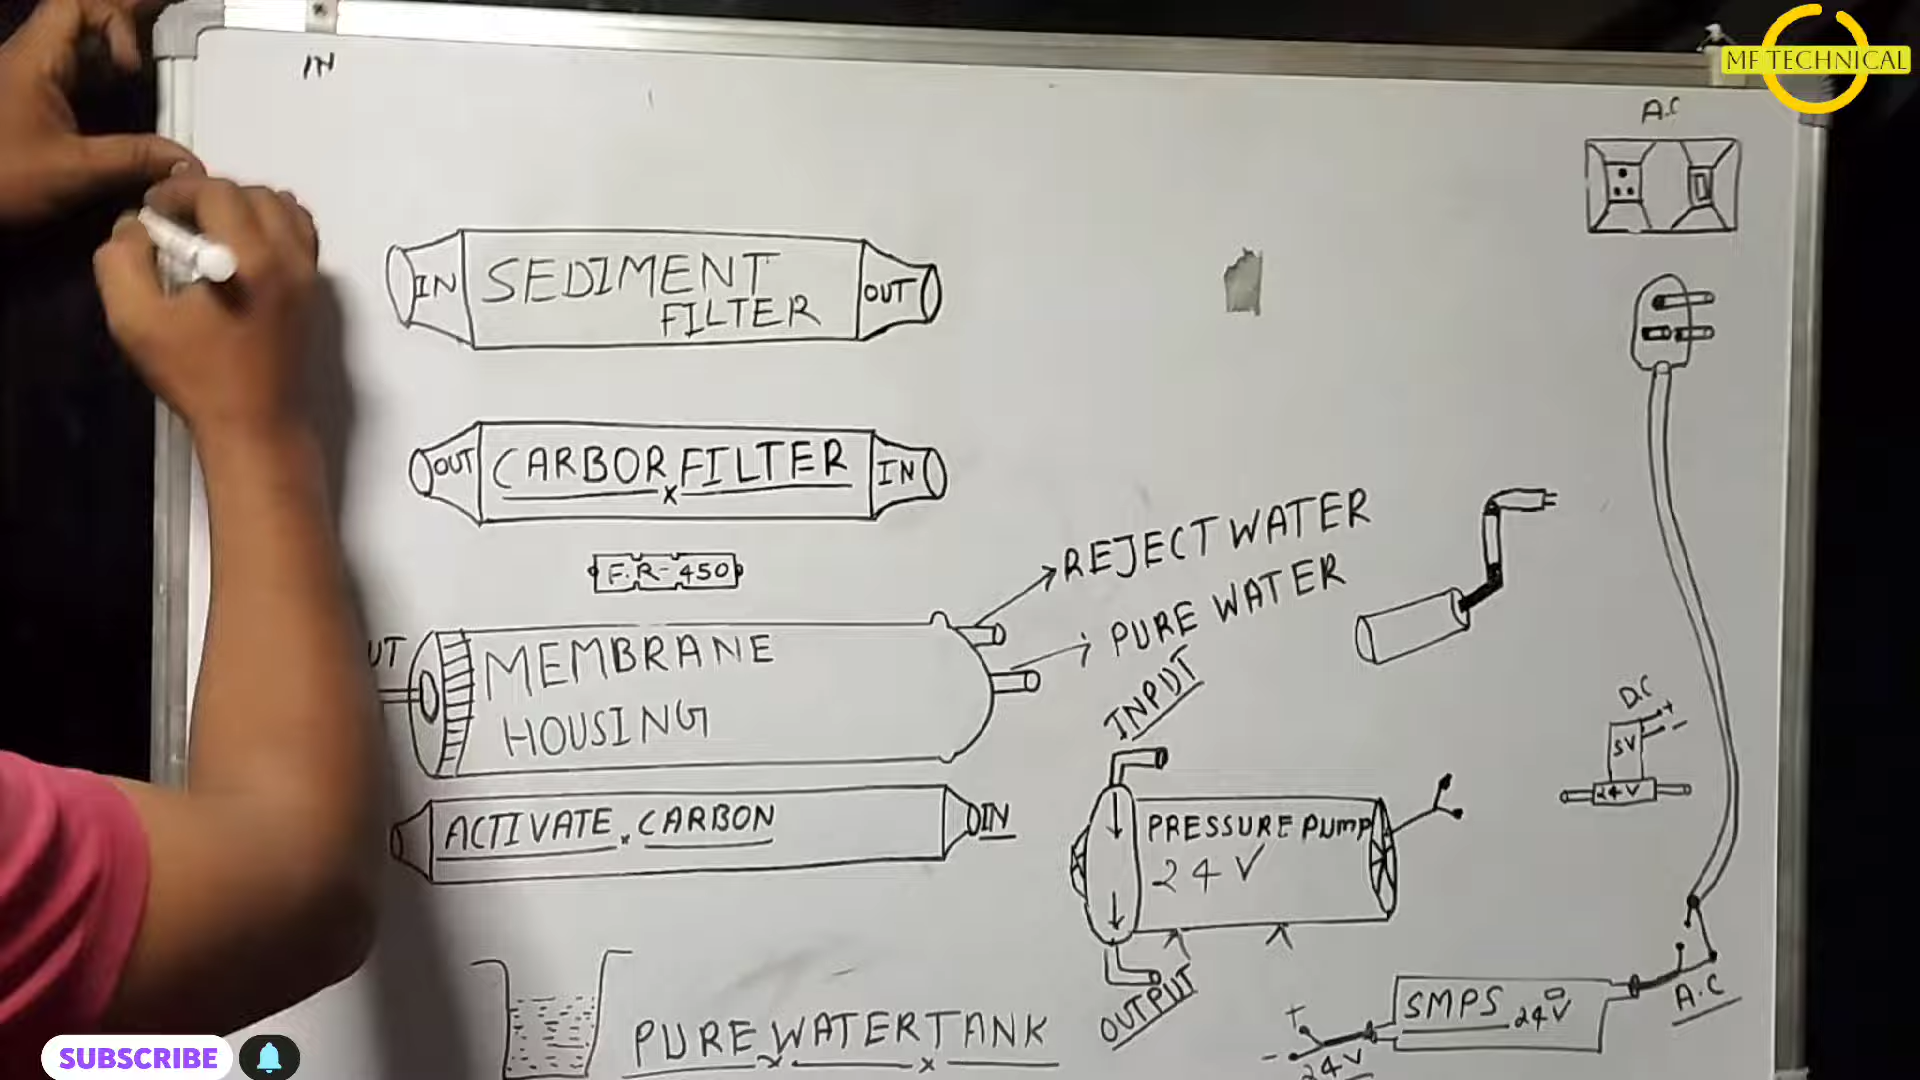 MF TECHNICAL
IN
A.C
IN SEDIMENT OUT
FILTER
OUT CARBOR FILTER IN
F.R-450
REJECT WATER
PURE WATER
UT MEMBRANE
HOUSING
INPUT
D.C
+ -
5V
24V
ACTIVATE CARBON IN
PRESSURE PUMP
24V
OUTPUT
PURE WATER TANK
SMPS 24V
A.C
+
-
24V
SUBSCRIBE